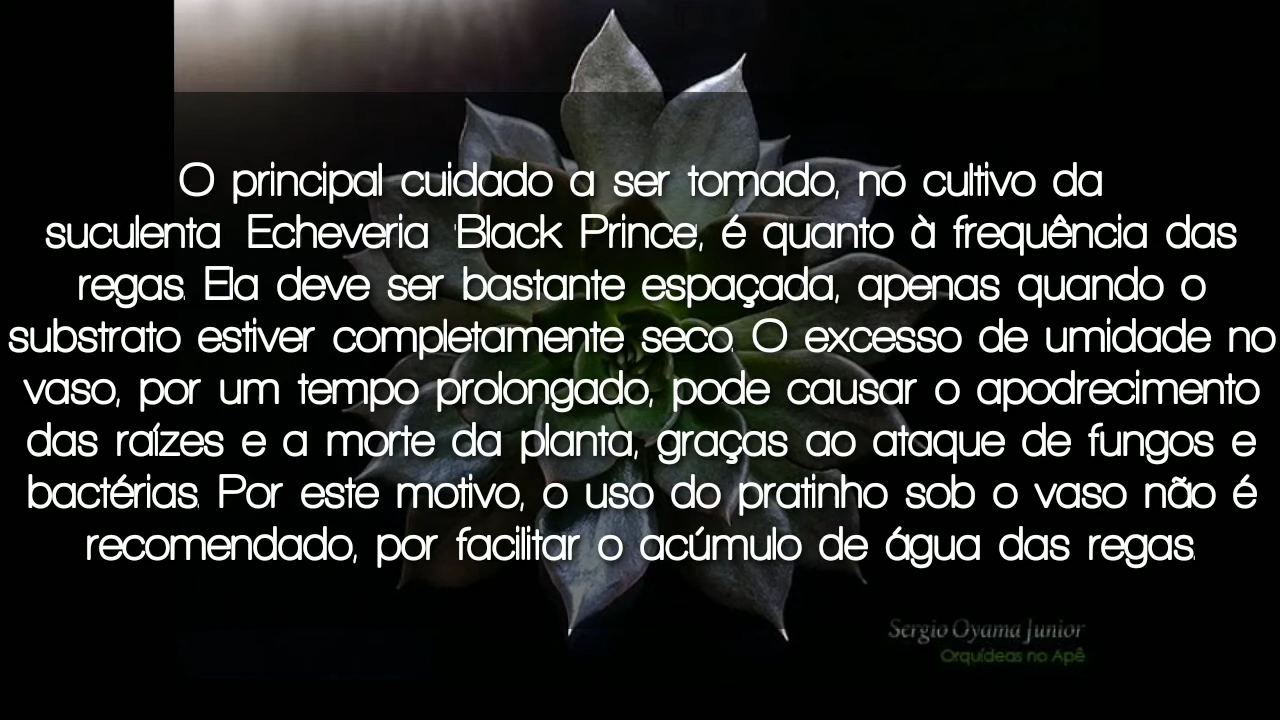 O principal cuidado a ser tomado, no cultivo da
suculenta Echeveria 'Black Prince', é quanto à frequência das
regas. Ela deve ser bastante espaçada, apenas quando o
substrato estiver completamente seco. O excesso de umidade no
vaso, por um tempo prolongado, pode causar o apodrecimento
das raízes e a morte da planta, graças ao ataque de fungos e
bactérias. Por este motivo, o uso do pratinho sob o vaso não é
recomendado, por facilitar o acúmulo de água das regas.
Sergio Oyama Junior
Orquídeas no Apê